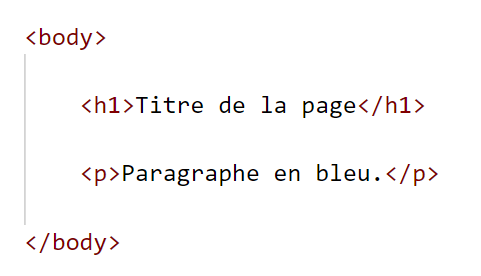 <body>
<h1>Titre de la page</h1>
<p>Paragraphe en bleu.</p>
</body>